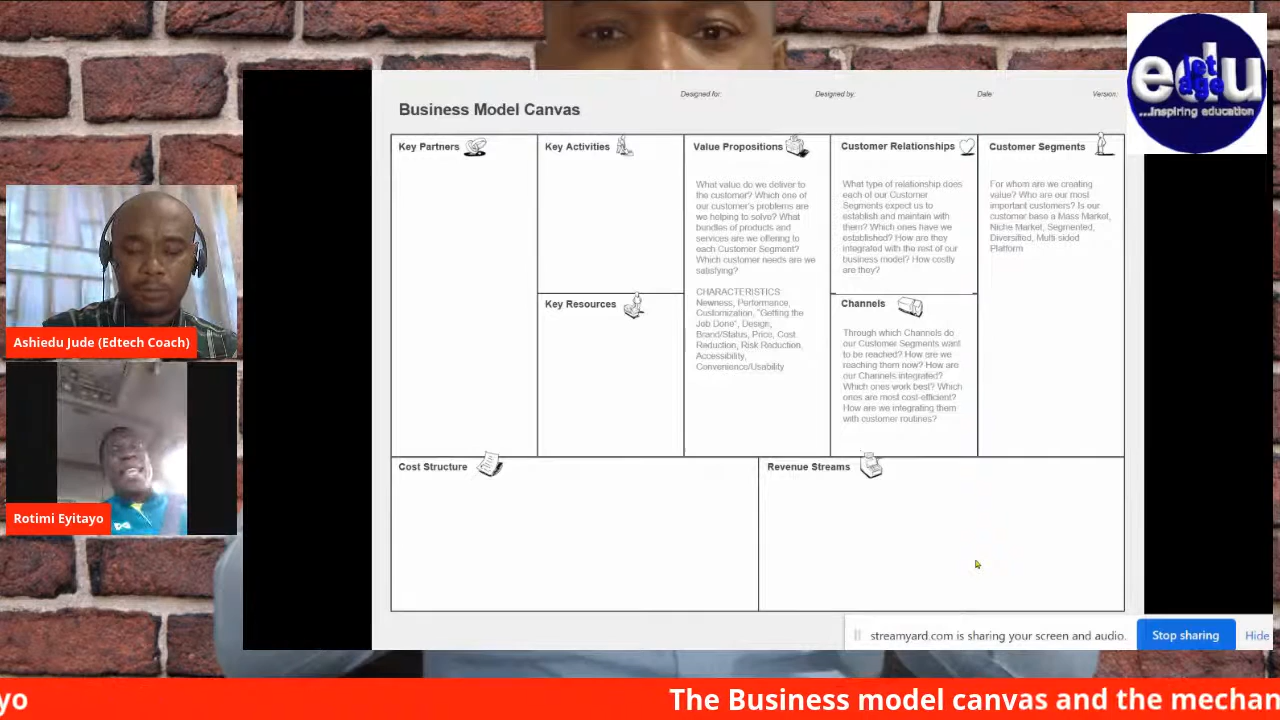 Designed for:
Designed by:
Date:
Version:
Business Model Canvas
Key Partners
Key Activities
Value Propositions
Customer Relationships
Customer Segments
What value do we deliver to
the customer? Which one of
our customer's problems are
we helping to solve? What
bundles of products and
services are we offering to
each Customer Segment?
Which customer needs are we
satisfying?
CHARACTERISTICS
Newness, Performance,
Customization, "Getting the
Job Done", Design,
Brand/Status, Price, Cost
Reduction, Risk Reduction,
Accessibility,
Convenience/Usability
What type of relationship does
each of our Customer
Segments expect us to
establish and maintain with
them? Which ones have we
established? How are they
integrated with the rest of our
business model? How costly
are they?
For whom are we creating
value? Who are our most
important customers? Is our
customer base a Mass Market,
Niche Market, Segmented,
Diversified, Multi-sided
Platform
Key Resources
Channels
Through which Channels do
our Customer Segments want
to be reached? How are we
reaching them now? How are
our Channels integrated?
Which ones work best? Which
ones are most cost-efficient?
How are we integrating them
with customer routines?
Cost Structure
Revenue Streams
streamyard.com is sharing your screen and audio.
Stop sharing
Hide
edu
jet
age
...inspiring education
Ashiedu Jude (Edtech Coach)
Rotimi Eyitayo
yo
The Business model canvas and the mechan